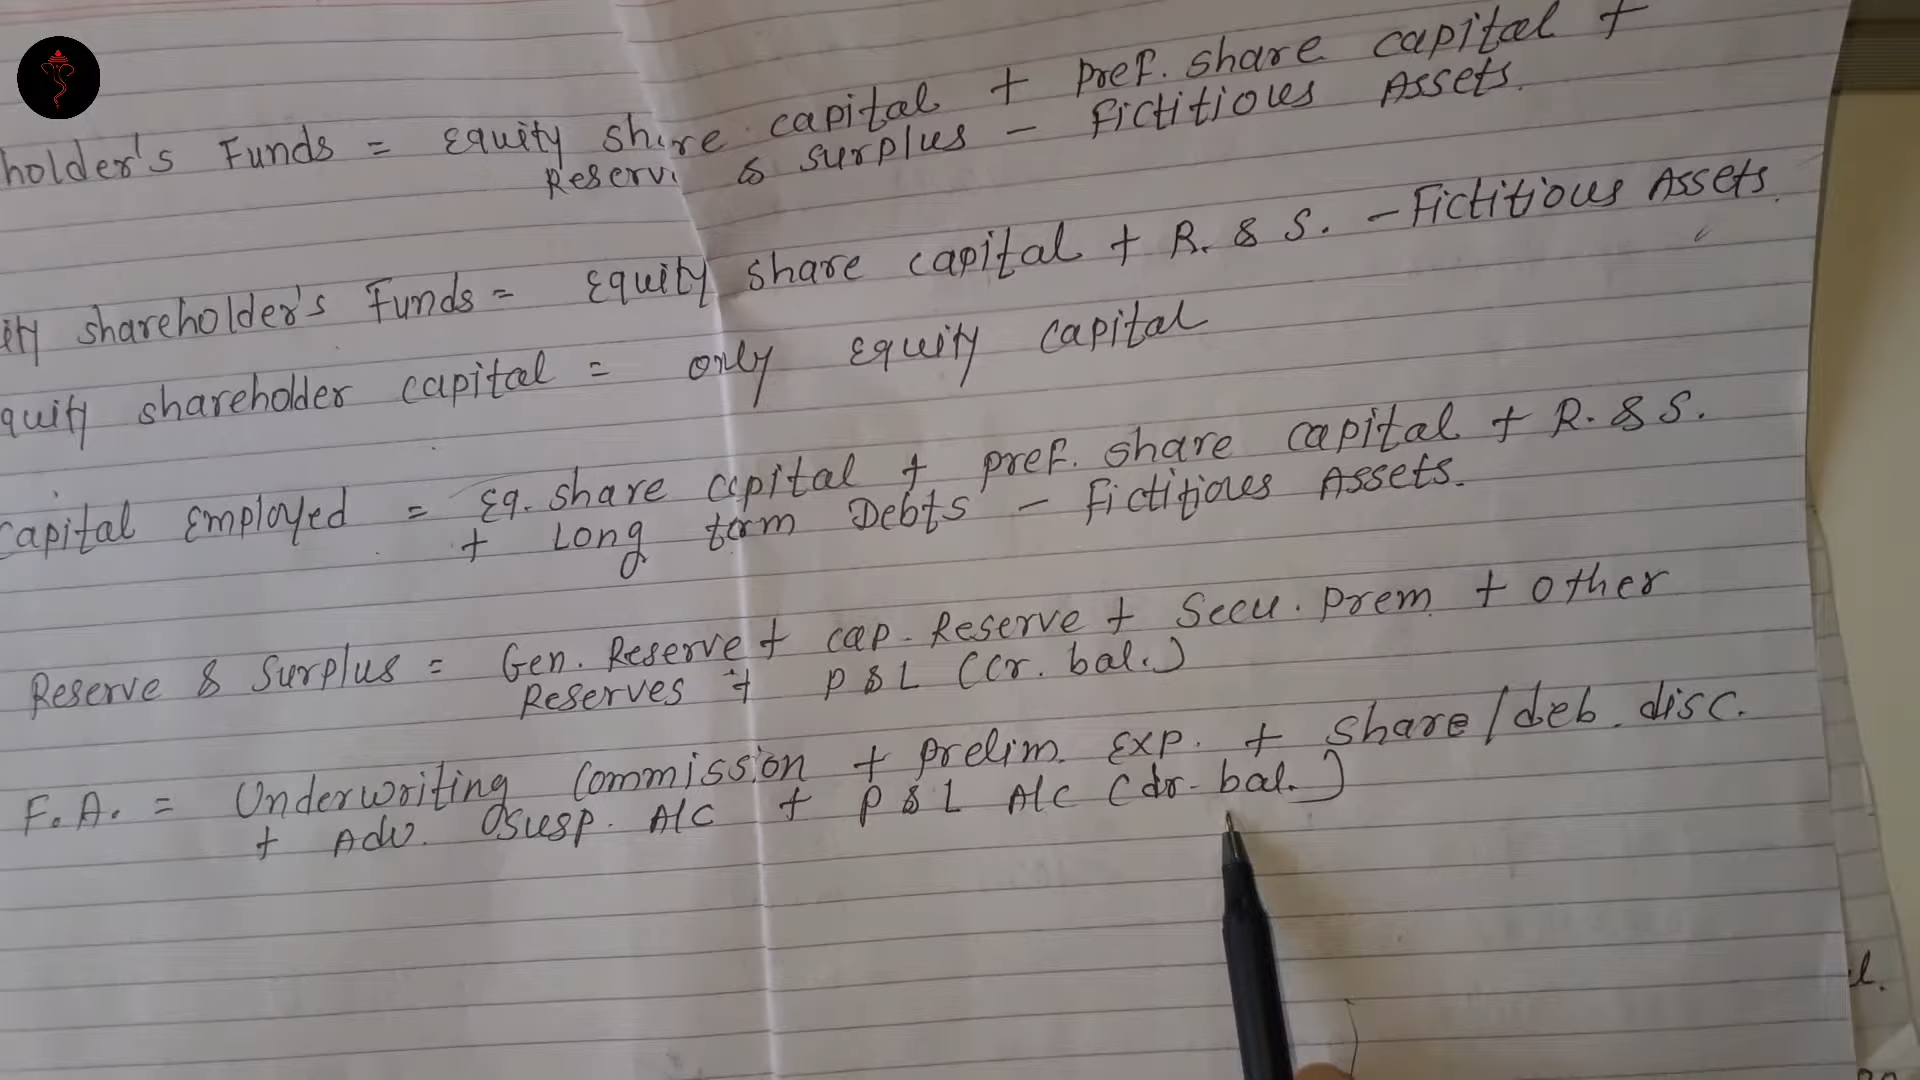 holder's Funds = Equity share capital + Pref. share capital +
Reserve & surplus - Fictitious Assets.
ity shareholder's Funds = Equity share capital + R. & S. - Fictitious Assets.
quity shareholder capital = only equity capital
Capital Employed = Eq. share capital + pref. share capital + R. & S.
+ Long term Debts - Fictitious Assets.
Reserve & Surplus = Gen. Reserve + cap. Reserve + Secu. Prem. + other
Reserves + P & L (cr. bal.)
F.A. = Underwriting Commission + prelim. Exp. + share/deb. disc.
+ Adv. susp. A/C + P & L A/C (dr. bal.)